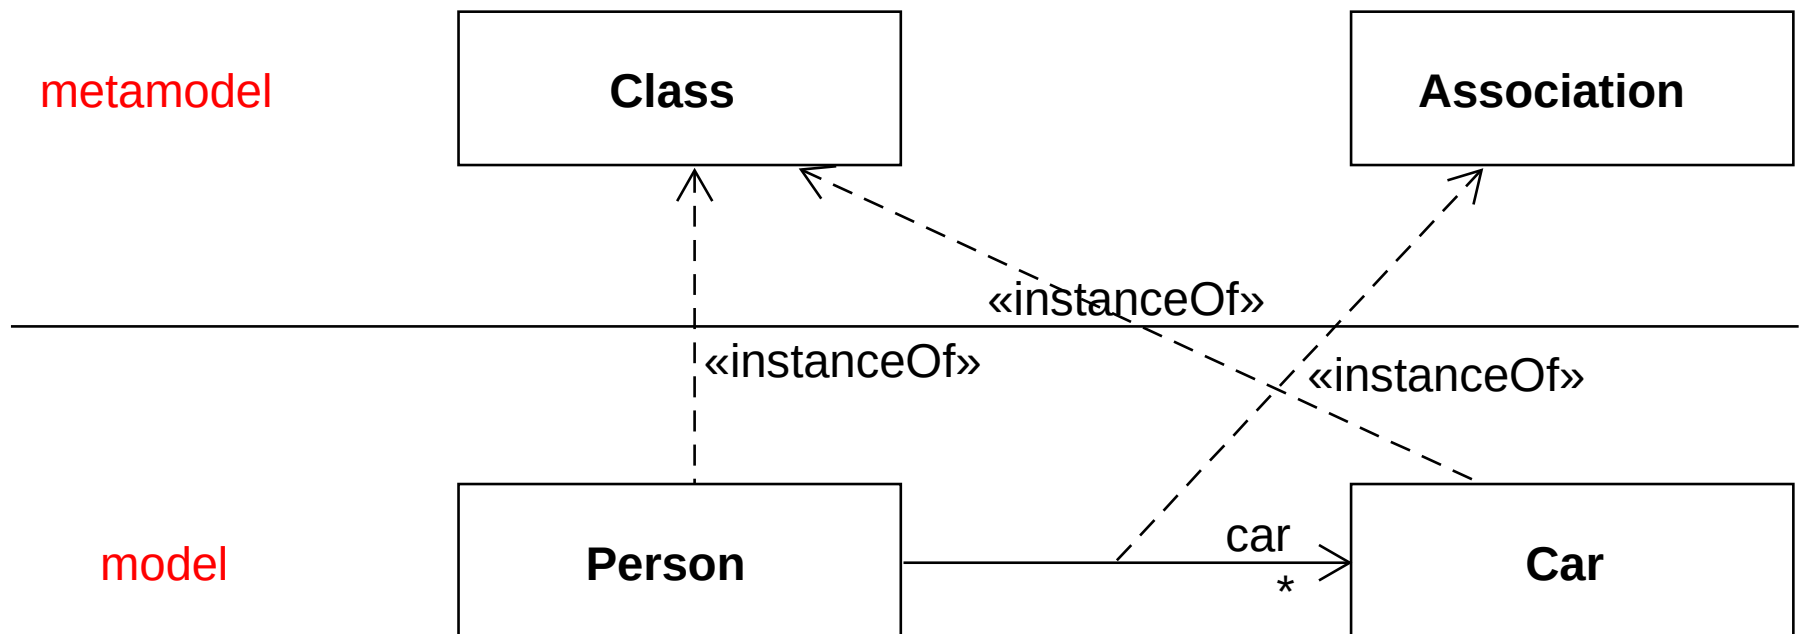 metamodel
Class
Association
«instanceOf»
«instanceOf»
«instanceOf»
car
model
Person
Car
*